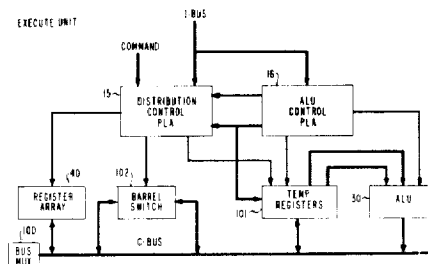 I-BUS
EXECUTE UNIT
COMMAND
15
16
DISTRIBUTION
CONTROL
PLA
ALU
CONTROL
PLA
40
102
REGISTER
ARRAY
BARREL
SWITCH
101
TEMP
REGISTERS
30
ALU
100
C-BUS
BUS
MUX